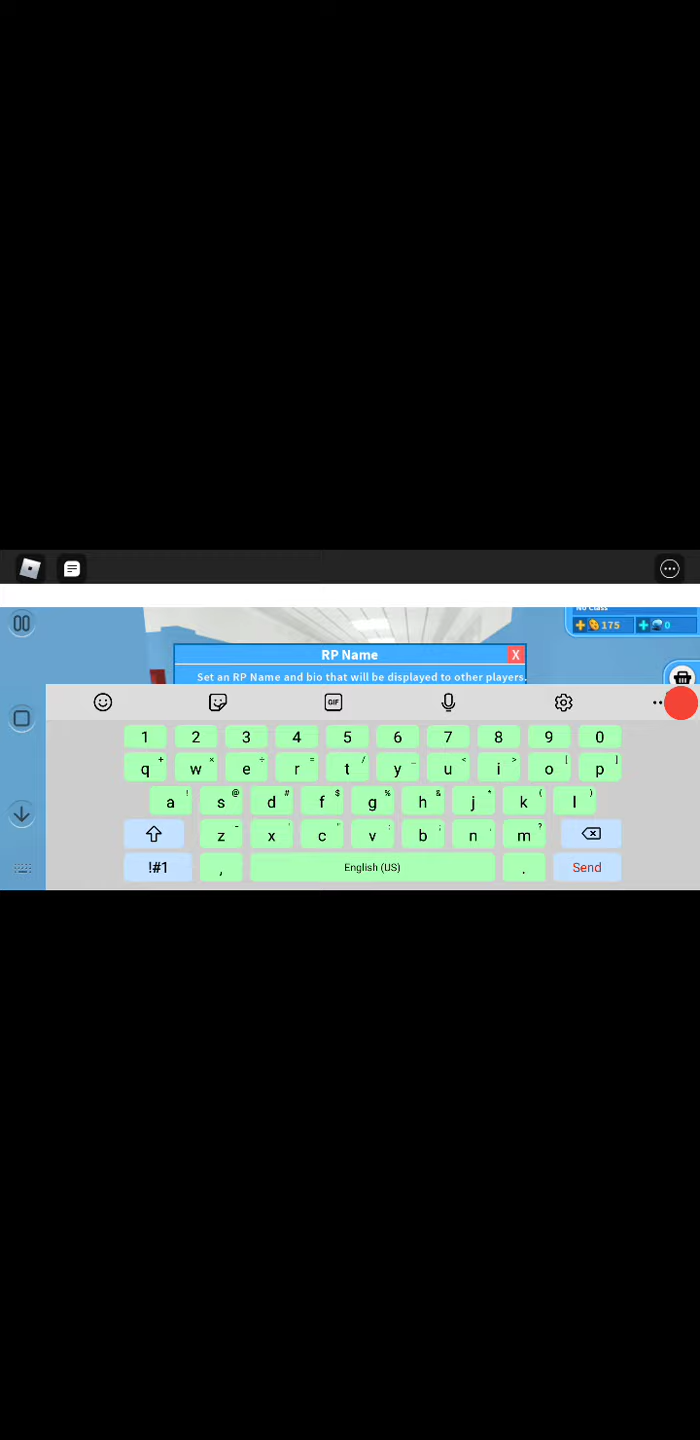 No Class
175
0
RP Name
X
Set an RP Name and bio that will be displayed to other players.
GIF
1 2 3 4 5 6 7 8 9 0
q + w × e ÷ r = t / y _ u < i > o [ p ]
a ! s @ d # f $ g % h & j * k ( l )
z - x ' c " v : b ; n , m ?
!#1 , English (US) . Send